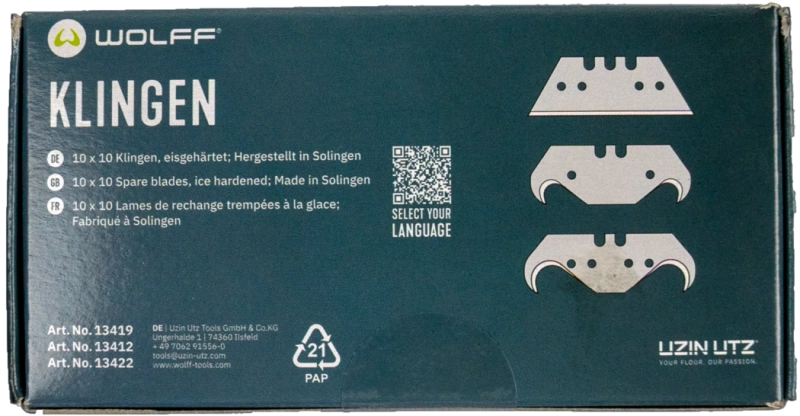 WOLFF®
KLINGEN
DE 10 x 10 Klingen, eisgehärtet; Hergestellt in Solingen
GB 10 x 10 Spare blades, ice hardened; Made in Solingen
FR 10 x 10 Lames de rechange trempées à la glace;
Fabriqué à Solingen
SELECT YOUR
LANGUAGE
Art. No. 13419
Art. No. 13412
Art. No. 13422
DE | Uzin Utz Tools GmbH & Co.KG
Ungerhalde 1 | 74360 Ilsfeld
+ 49 7062 91556-0
tools@uzin-utz.com
www.wolff-tools.com
21
PAP
UZIN UTZ
YOUR FLOOR. OUR PASSION.